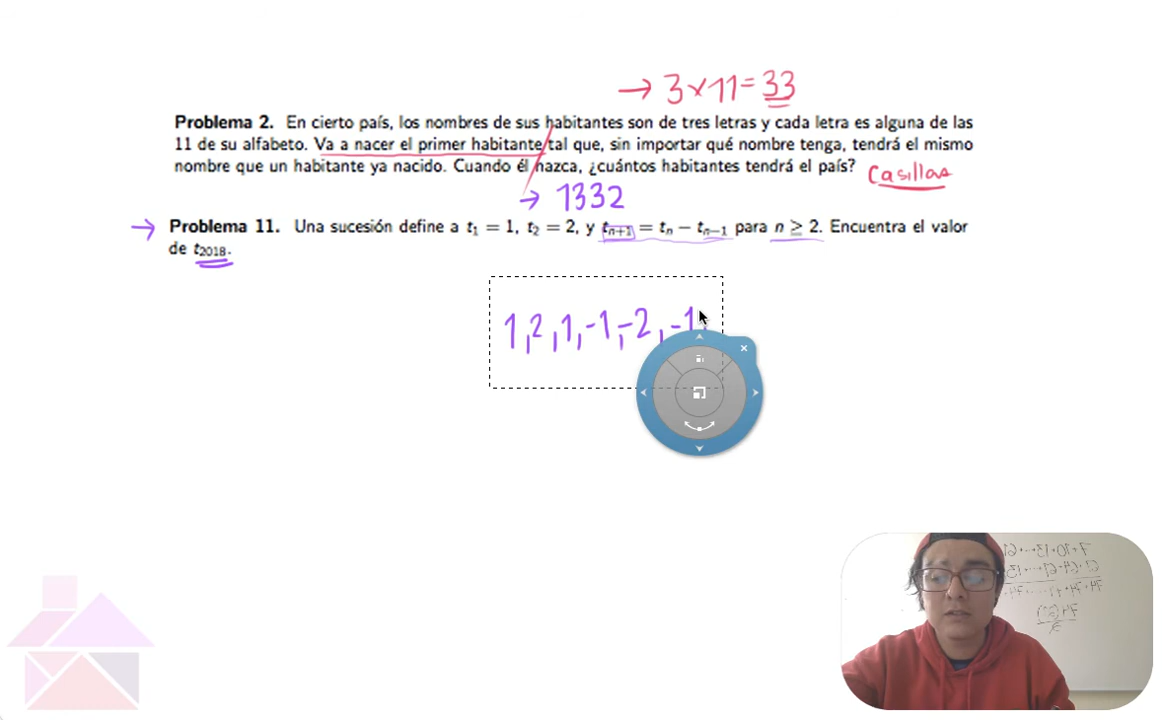 → 3×11=33
Problema 2. En cierto país, los nombres de sus habitantes son de tres letras y cada letra es alguna de las
11 de su alfabeto. Va a nacer el primer habitante tal que, sin importar qué nombre tenga, tendrá el mismo
nombre que un habitante ya nacido. Cuando él nazca, ¿cuántos habitantes tendrá el país? Casillas
→ 1332
→ Problema 11. Una sucesión define a t₁ = 1, t₂ = 2, y tₙ₊₁ = tₙ − tₙ₋₁ para n ≥ 2. Encuentra el valor
de t₂₀₁₈.
1,2,1,-1,-2,-1,